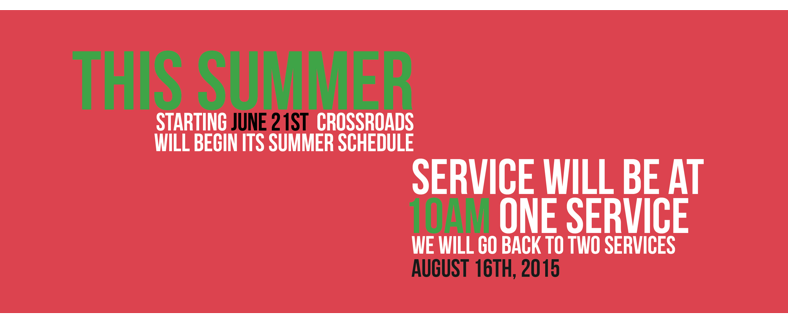 THIS SUMMER
STARTING JUNE 21ST CROSSROADS
WILL BEGIN ITS SUMMER SCHEDULE
SERVICE WILL BE AT
10AM ONE SERVICE
WE WILL GO BACK TO TWO SERVICES
AUGUST 16TH, 2015